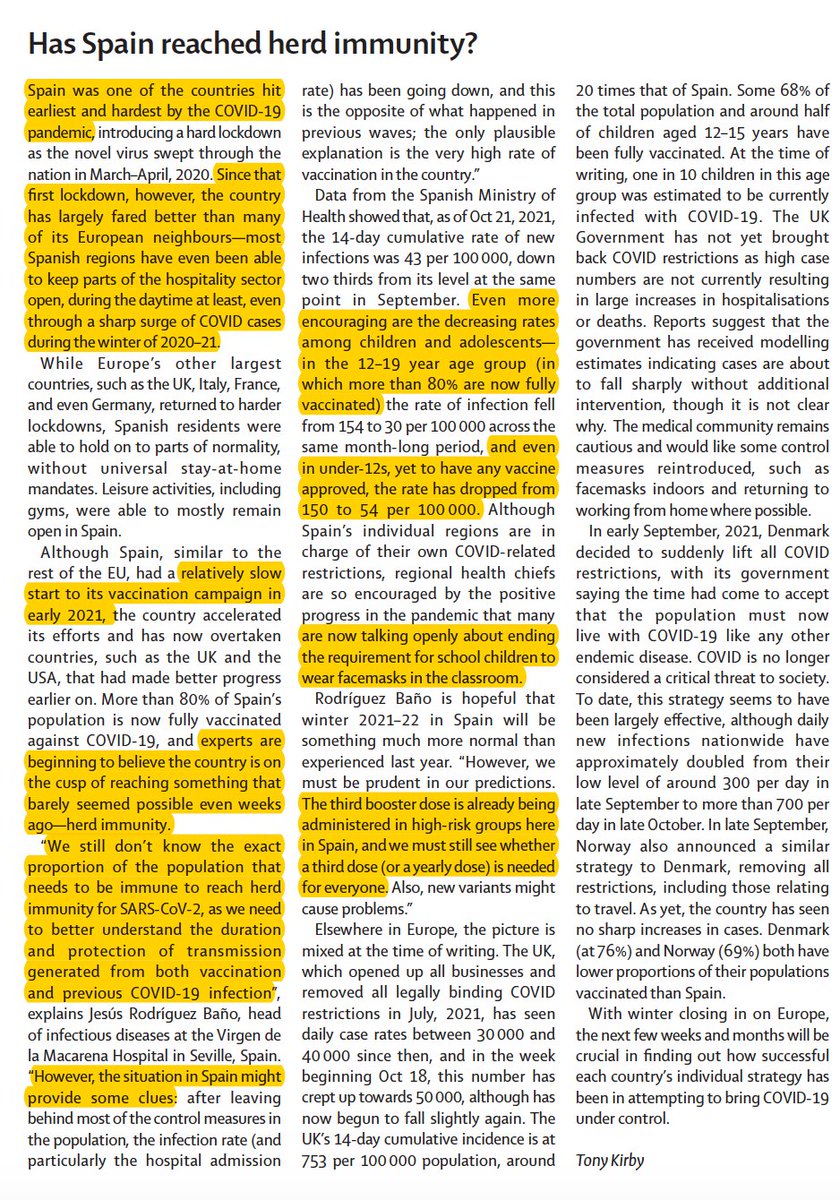 Has Spain reached herd immunity?
Spain was one of the countries hit
earliest and hardest by the COVID-19
pandemic, introducing a hard lockdown
as the novel virus swept through the
nation in March–April, 2020. Since that
first lockdown, however, the country
has largely fared better than many
of its European neighbours—most
Spanish regions have even been able
to keep parts of the hospitality sector
open, during the daytime at least, even
through a sharp surge of COVID cases
during the winter of 2020–21.
While Europe's other largest
countries, such as the UK, Italy, France,
and even Germany, returned to harder
lockdowns, Spanish residents were
able to hold on to parts of normality,
without universal stay-at-home
mandates. Leisure activities, including
gyms, were able to mostly remain
open in Spain.
Although Spain, similar to the
rest of the EU, had a relatively slow
start to its vaccination campaign in
early 2021, the country accelerated
its efforts and has now overtaken
countries, such as the UK and the
USA, that had made better progress
earlier on. More than 80% of Spain's
population is now fully vaccinated
against COVID-19, and experts are
beginning to believe the country is on
the cusp of reaching something that
barely seemed possible even weeks
ago—herd immunity.
"We still don't know the exact
proportion of the population that
needs to be immune to reach herd
immunity for SARS-CoV-2, as we need
to better understand the duration
and protection of transmission
generated from both vaccination
and previous COVID-19 infection",
explains Jesús Rodríguez Baño, head
of infectious diseases at the Virgen de
la Macarena Hospital in Seville, Spain.
"However, the situation in Spain might
provide some clues: after leaving
behind most of the control measures in
the population, the infection rate (and
particularly the hospital admission
rate) has been going down, and this
is the opposite of what happened in
previous waves; the only plausible
explanation is the very high rate of
vaccination in the country."
Data from the Spanish Ministry of
Health showed that, as of Oct 21, 2021,
the 14-day cumulative rate of new
infections was 43 per 100 000, down
two thirds from its level at the same
point in September. Even more
encouraging are the decreasing rates
among children and adolescents—
in the 12–19 year age group (in
which more than 80% are now fully
vaccinated) the rate of infection fell
from 154 to 30 per 100 000 across the
same month-long period, and even
in under-12s, yet to have any vaccine
approved, the rate has dropped from
150 to 54 per 100 000. Although
Spain's individual regions are in
charge of their own COVID-related
restrictions, regional health chiefs
are so encouraged by the positive
progress in the pandemic that many
are now talking openly about ending
the requirement for school children to
wear facemasks in the classroom.
Rodríguez Baño is hopeful that
winter 2021–22 in Spain will be
something much more normal than
experienced last year. "However, we
must be prudent in our predictions.
The third booster dose is already being
administered in high-risk groups here
in Spain, and we must still see whether
a third dose (or a yearly dose) is needed
for everyone. Also, new variants might
cause problems."
Elsewhere in Europe, the picture is
mixed at the time of writing. The UK,
which opened up all businesses and
removed all legally binding COVID
restrictions in July, 2021, has seen
daily case rates between 30 000 and
40 000 since then, and in the week
beginning Oct 18, this number has
crept up towards 50 000, although has
now begun to fall slightly again. The
UK's 14-day cumulative incidence is at
753 per 100 000 population, around
20 times that of Spain. Some 68% of
the total population and around half
of children aged 12–15 years have
been fully vaccinated. At the time of
writing, one in 10 children in this age
group was estimated to be currently
infected with COVID-19. The UK
Government has not yet brought
back COVID restrictions as high case
numbers are not currently resulting
in large increases in hospitalisations
or deaths. Reports suggest that the
government has received modelling
estimates indicating cases are about
to fall sharply without additional
intervention, though it is not clear
why. The medical community remains
cautious and would like some control
measures reintroduced, such as
facemasks indoors and returning to
working from home where possible.
In early September, 2021, Denmark
decided to suddenly lift all COVID
restrictions, with its government
saying the time had come to accept
that the population must now
live with COVID-19 like any other
endemic disease. COVID is no longer
considered a critical threat to society.
To date, this strategy seems to have
been largely effective, although daily
new infections nationwide have
approximately doubled from their
low level of around 300 per day in
late September to more than 700 per
day in late October. In late September,
Norway also announced a similar
strategy to Denmark, removing all
restrictions, including those relating
to travel. As yet, the country has seen
no sharp increases in cases. Denmark
(at 76%) and Norway (69%) both have
lower proportions of their populations
vaccinated than Spain.
With winter closing in on Europe,
the next few weeks and months will be
crucial in finding out how successful
each country's individual strategy has
been in attempting to bring COVID-19
under control.
Tony Kirby